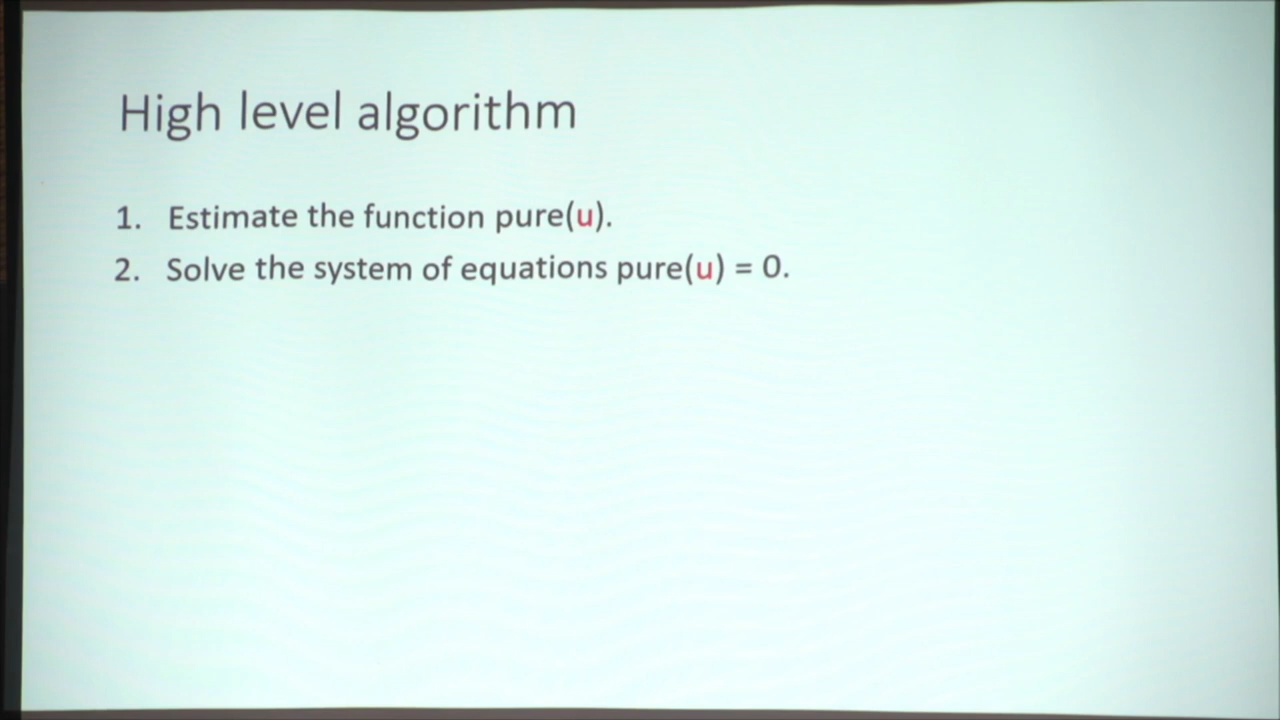 High level algorithm
1. Estimate the function pure(u).
2. Solve the system of equations pure(u) = 0.